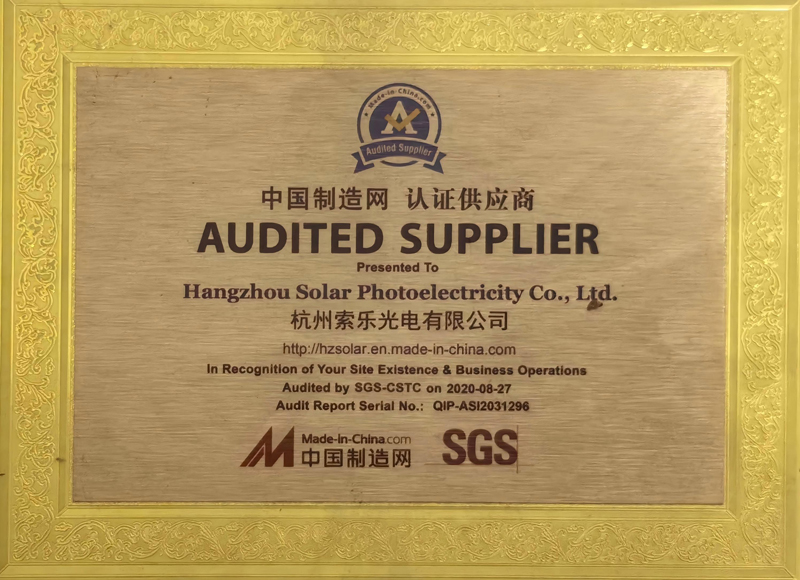 Made-in-China.com
A
Audited Supplier
中国制造网 认证供应商
AUDITED SUPPLIER
Presented To
Hangzhou Solar Photoelectricity Co., Ltd.
杭州索乐光电有限公司
http://hzsolar.en.made-in-china.com
In Recognition of Your Site Existence & Business Operations
Audited by SGS-CSTC on 2020-08-27
Audit Report Serial No.: QIP-ASI2031296
Made-in-China.com
中国制造网
SGS